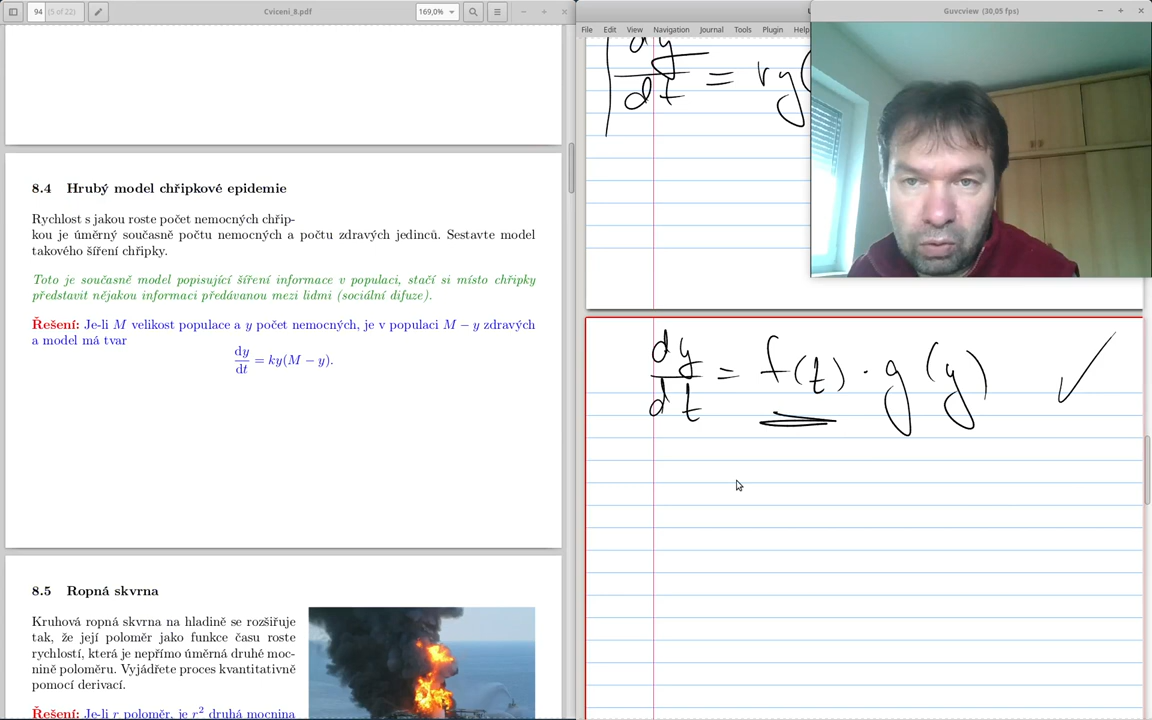 94 (5 of 22) Cviceni_8.pdf 169,0%
Guvcview (30,05 fps)
File Edit View Navigation Journal Tools Plugin Help
dy
dt = ry(
8.4 Hrubý model chřipkové epidemie
Rychlost s jakou roste počet nemocných chřip-
kou je úměrný současně počtu nemocných a počtu zdravých jedinců. Sestavte model
takového šíření chřipky.
Toto je současně model popisující šíření informace v populaci, stačí si místo chřipky
představit nějakou informaci předávanou mezi lidmi (sociální difuze).
Řešení: Je-li M velikost populace a y počet nemocných, je v populaci M − y zdravých
a model má tvar
dy
dt = ky(M − y).
dy
dt = f(t) · g(y) ✓
8.5 Ropná skvrna
Kruhová ropná skvrna na hladině se rozšiřuje
tak, že její poloměr jako funkce času roste
rychlostí, která je nepřímo úměrná druhé moc-
nině poloměru. Vyjádřete proces kvantitativně
pomocí derivací.
Řešení: Je-li r poloměr, je r² druhá mocnina